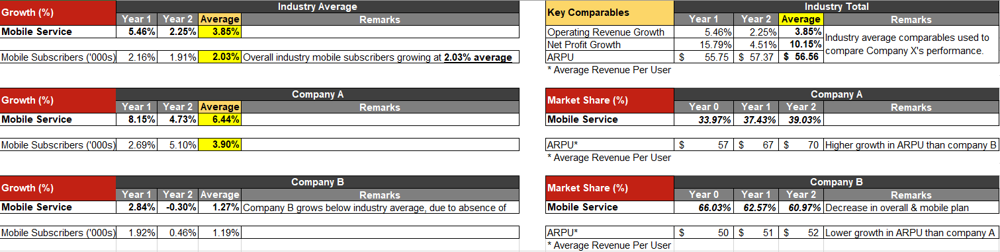 Growth (%) Industry Average
Year 1 Year 2 Average Remarks
Mobile Service 5.46% 2.25% 3.85%
Mobile Subscribers ('000s) 2.16% 1.91% 2.03% Overall industry mobile subscribers growing at 2.03% average
Key Comparables Industry Total
Year 1 Year 2 Average Remarks
Operating Revenue Growth 5.46% 2.25% 3.85% Industry average comparables used to
Net Profit Growth 15.79% 4.51% 10.15% compare Company X's performance.
ARPU $ 55.75 $ 57.37 $ 56.56
* Average Revenue Per User
Growth (%) Company A
Year 1 Year 2 Average Remarks
Mobile Service 8.15% 4.73% 6.44%
Mobile Subscribers ('000s) 2.69% 5.10% 3.90%
Market Share (%) Company A
Year 0 Year 1 Year 2 Remarks
Mobile Service 33.97% 37.43% 39.03%
ARPU* $ 57 $ 67 $ 70 Higher growth in ARPU than company B
* Average Revenue Per User
Growth (%) Company B
Year 1 Year 2 Average Remarks
Mobile Service 2.84% -0.30% 1.27% Company B grows below industry average, due to absence of
Mobile Subscribers ('000s) 1.92% 0.46% 1.19%
Market Share (%) Company B
Year 0 Year 1 Year 2 Remarks
Mobile Service 66.03% 62.57% 60.97% Decrease in overall & mobile plan
ARPU* $ 50 $ 51 $ 52 Lower growth in ARPU than company A
* Average Revenue Per User